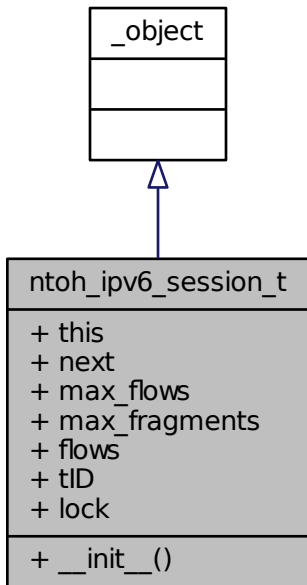 _object
ntoh_ipv6_session_t
+ this
+ next
+ max_flows
+ max_fragments
+ flows
+ tID
+ lock
+ __init__()